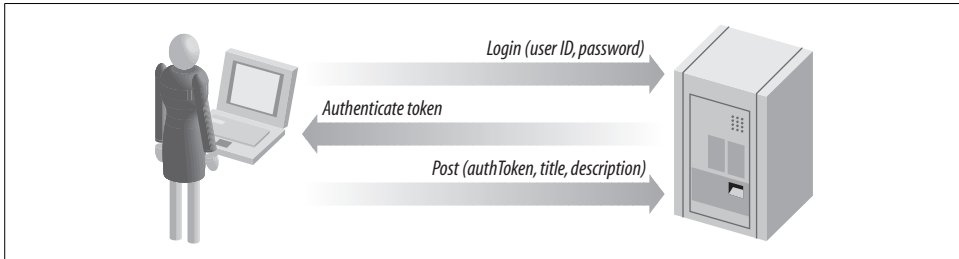 Login (user ID, password)
Authenticate token
Post (authToken, title, description)